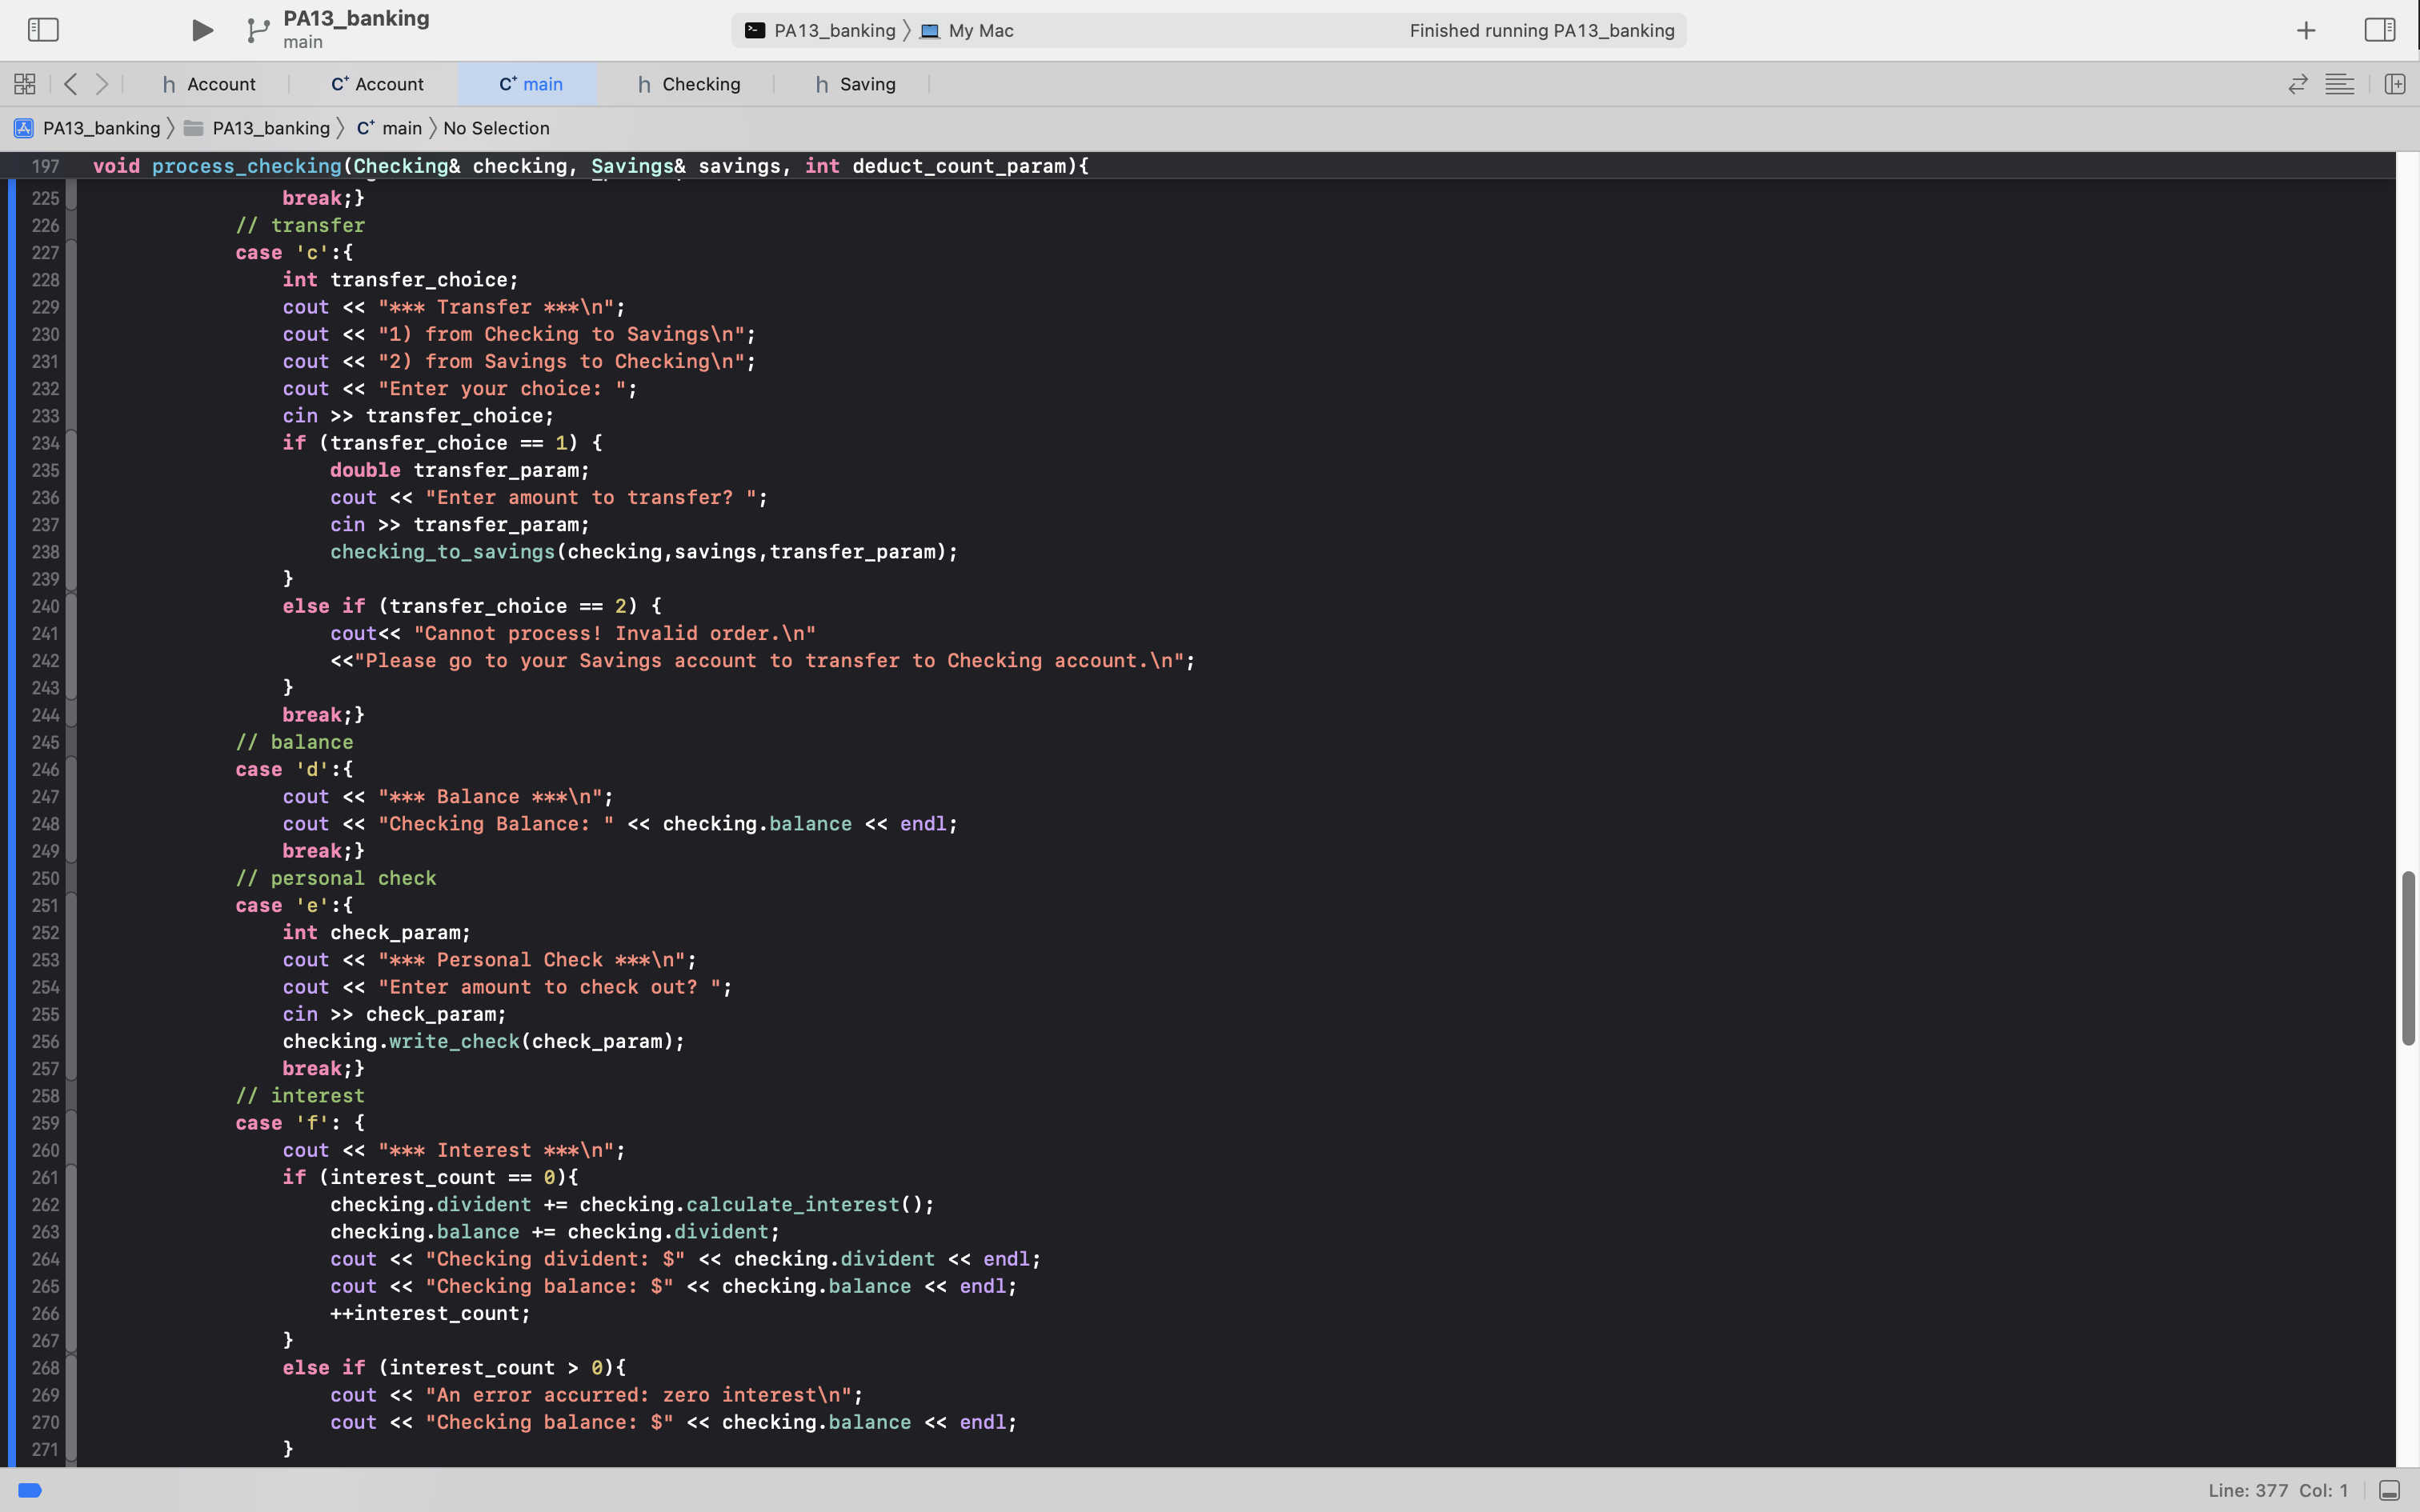 PA13_banking
main
PA13_banking 〉 My Mac
Finished running PA13_banking
h Account
C+ Account
C+ main
h Checking
h Saving
PA13_banking 〉 PA13_banking 〉 C+ main 〉 No Selection
197 void process_checking(Checking& checking, Savings& savings, int deduct_count_param){
225 break;}
226 // transfer
227 case 'c':{
228 int transfer_choice;
229 cout << "*** Transfer ***\n";
230 cout << "1) from Checking to Savings\n";
231 cout << "2) from Savings to Checking\n";
232 cout << "Enter your choice: ";
233 cin >> transfer_choice;
234 if (transfer_choice == 1) {
235 double transfer_param;
236 cout << "Enter amount to transfer? ";
237 cin >> transfer_param;
238 checking_to_savings(checking,savings,transfer_param);
239 }
240 else if (transfer_choice == 2) {
241 cout<< "Cannot process! Invalid order.\n"
242 <<"Please go to your Savings account to transfer to Checking account.\n";
243 }
244 break;}
245 // balance
246 case 'd':{
247 cout << "*** Balance ***\n";
248 cout << "Checking Balance: " << checking.balance << endl;
249 break;}
250 // personal check
251 case 'e':{
252 int check_param;
253 cout << "*** Personal Check ***\n";
254 cout << "Enter amount to check out? ";
255 cin >> check_param;
256 checking.write_check(check_param);
257 break;}
258 // interest
259 case 'f': {
260 cout << "*** Interest ***\n";
261 if (interest_count == 0){
262 checking.divident += checking.calculate_interest();
263 checking.balance += checking.divident;
264 cout << "Checking divident: $" << checking.divident << endl;
265 cout << "Checking balance: $" << checking.balance << endl;
266 ++interest_count;
267 }
268 else if (interest_count > 0){
269 cout << "An error accurred: zero interest\n";
270 cout << "Checking balance: $" << checking.balance << endl;
271 }
Line: 377 Col: 1